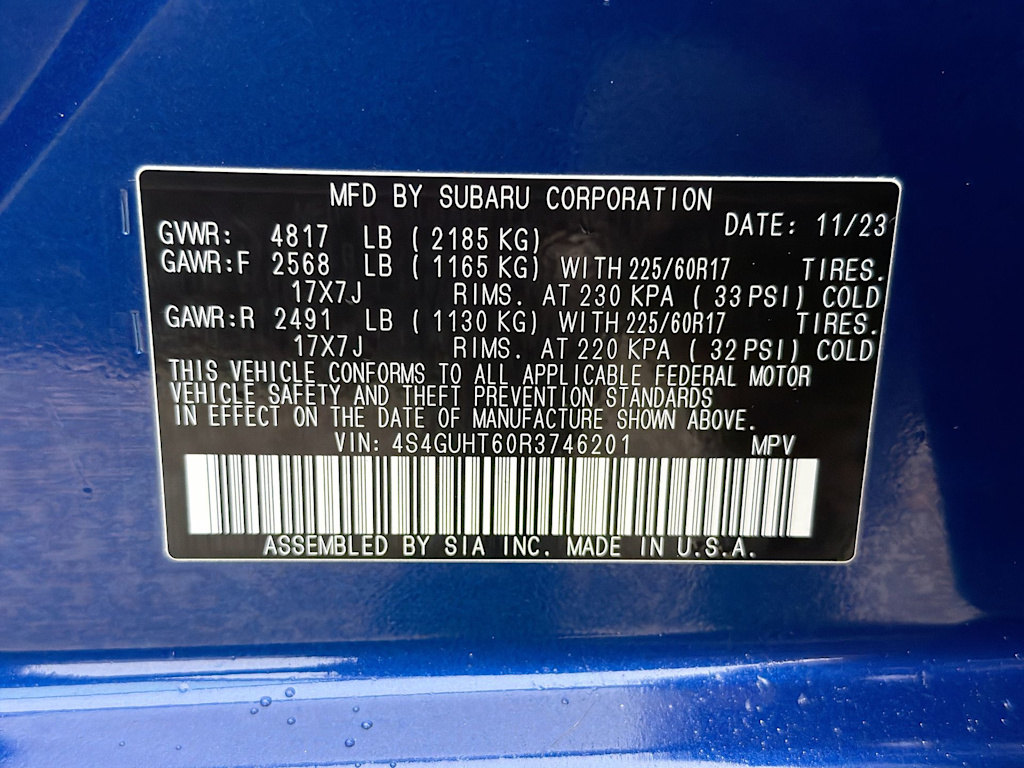 MFD BY SUBARU CORPORATION
DATE: 11/23
GVWR: 4817 LB ( 2185 KG)
GAWR:F 2568 LB ( 1165 KG) WITH 225/60R17 TIRES.
17X7J RIMS. AT 230 KPA ( 33 PSI) COLD
GAWR:R 2491 LB ( 1130 KG) WITH 225/60R17 TIRES.
17X7J RIMS. AT 220 KPA ( 32 PSI) COLD
THIS VEHICLE CONFORMS TO ALL APPLICABLE FEDERAL MOTOR
VEHICLE SAFETY AND THEFT PREVENTION STANDARDS
IN EFFECT ON THE DATE OF MANUFACTURE SHOWN ABOVE.
VIN: 4S4GUHT60R3746201 MPV
ASSEMBLED BY SIA INC. MADE IN U.S.A.